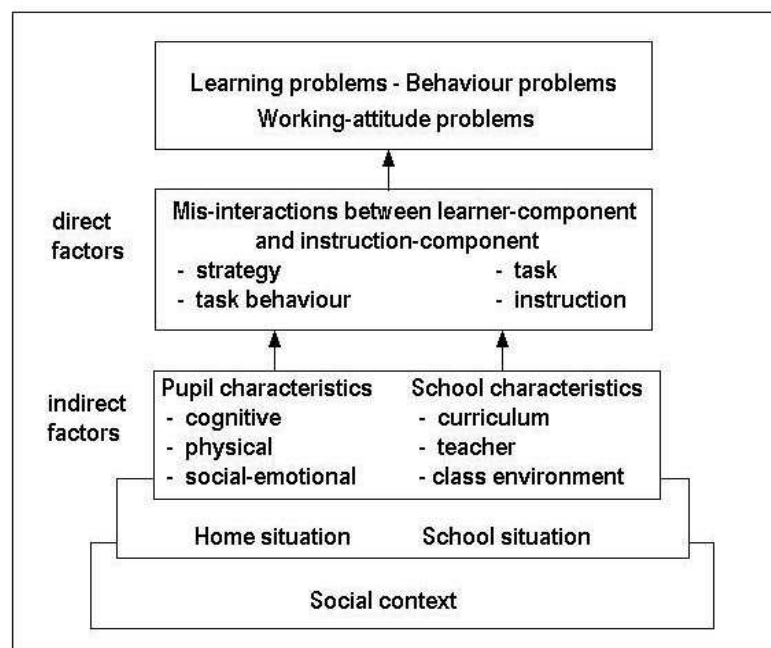 Learning problems - Behaviour problems
Working-attitude problems
direct
factors
Mis-interactions between learner-component
and instruction-component
- strategy - task
- task behaviour - instruction
indirect
factors
Pupil characteristics School characteristics
- cognitive - curriculum
- physical - teacher
- social-emotional - class environment
Home situation School situation
Social context